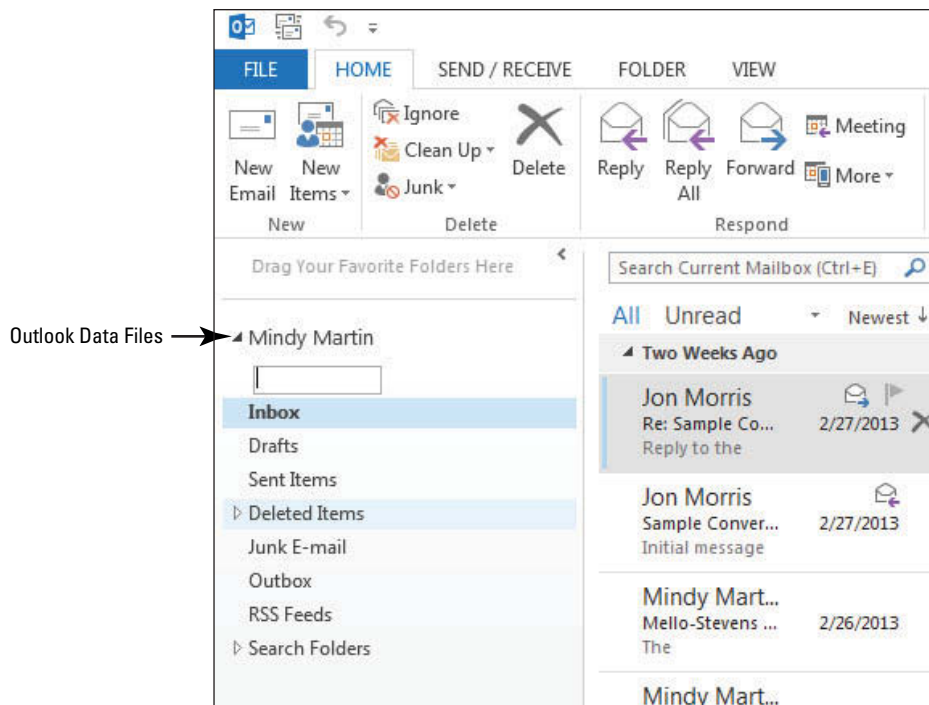 FILE HOME SEND / RECEIVE FOLDER VIEW
New Email
New Items
Ignore
Clean Up
Junk
Delete
Reply
Reply All
Forward
Meeting
More
New Delete Respond
Drag Your Favorite Folders Here
Outlook Data Files
Mindy Martin
Inbox
Drafts
Sent Items
Deleted Items
Junk E-mail
Outbox
RSS Feeds
Search Folders
Search Current Mailbox (Ctrl+E)
All Unread Newest
Two Weeks Ago
Jon Morris
Re: Sample Co... 2/27/2013
Reply to the
Jon Morris
Sample Conver... 2/27/2013
Initial message
Mindy Mart...
Mello-Stevens ... 2/26/2013
The
Mindy Mart...